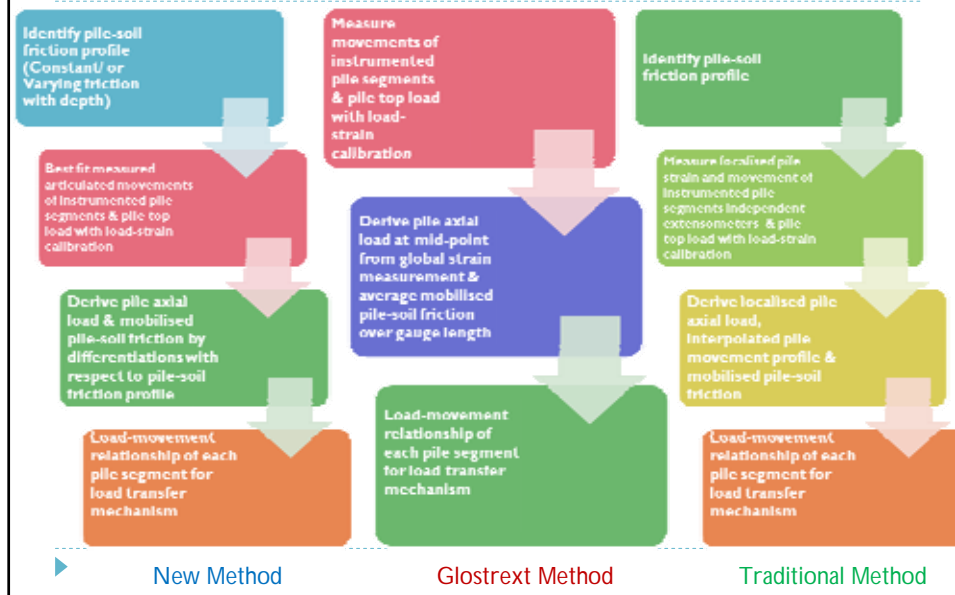 Identify pile-soil
friction profile
(Constant/ or
Varying friction
with depth)
Best fit measured
articulated movements
of instrumented pile
segments & pile top
load with load-strain
calibration
Derive pile axial
load & mobilised
pile-soil friction by
differentiations with
respect to pile-soil
friction profile
Load-movement
relationship of each
pile segment for
load transfer
mechanism
New Method
Measure
movements of
instrumented
pile segments
& pile top load
with load-
strain
calibration
Derive pile axial
load at mid-point
from global strain
measurement &
average mobilised
pile-soil friction
over gauge length
Load-movement
relationship of
each pile segment
for load transfer
mechanism
Glostrext Method
Identify pile-soil
friction profile
Measure localised pile
strain and movement of
instrumented pile
segments independent
extensometers & pile
top load with load-strain
calibration
Derive localised pile
axial load,
interpolated pile
movement profile &
mobilised pile-soil
friction
Load-movement
relationship of each
pile segment for
load transfer
mechanism
Traditional Method